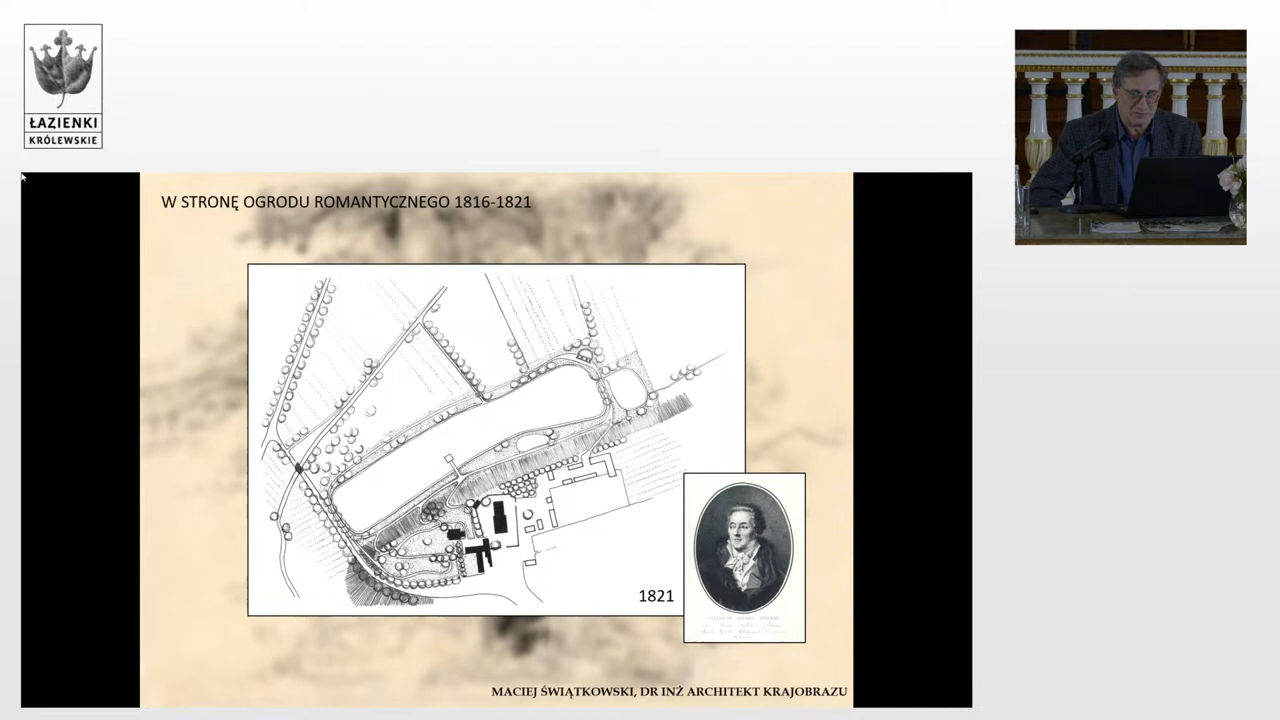 ŁAZIENKI
KRÓLEWSKIE
W STRONĘ OGRODU ROMANTYCZNEGO 1816-1821
1821
MACIEJ ŚWIĄTKOWSKI, DR INŻ ARCHITEKT KRAJOBRAZU